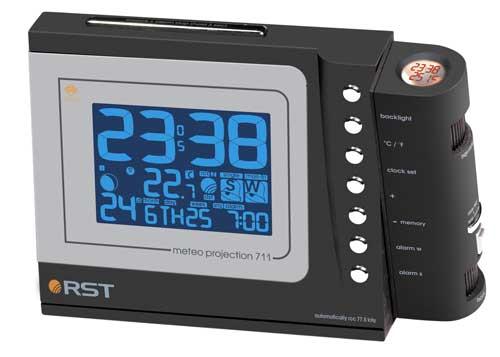 23:38 05
22.7 S W
24 6 TH 25 7:00
meteo projection 711
RST
automatically rcc 77.5 kHz
23:38
backlight
°C / °F
clock set
+
- memory
alarm w
alarm s